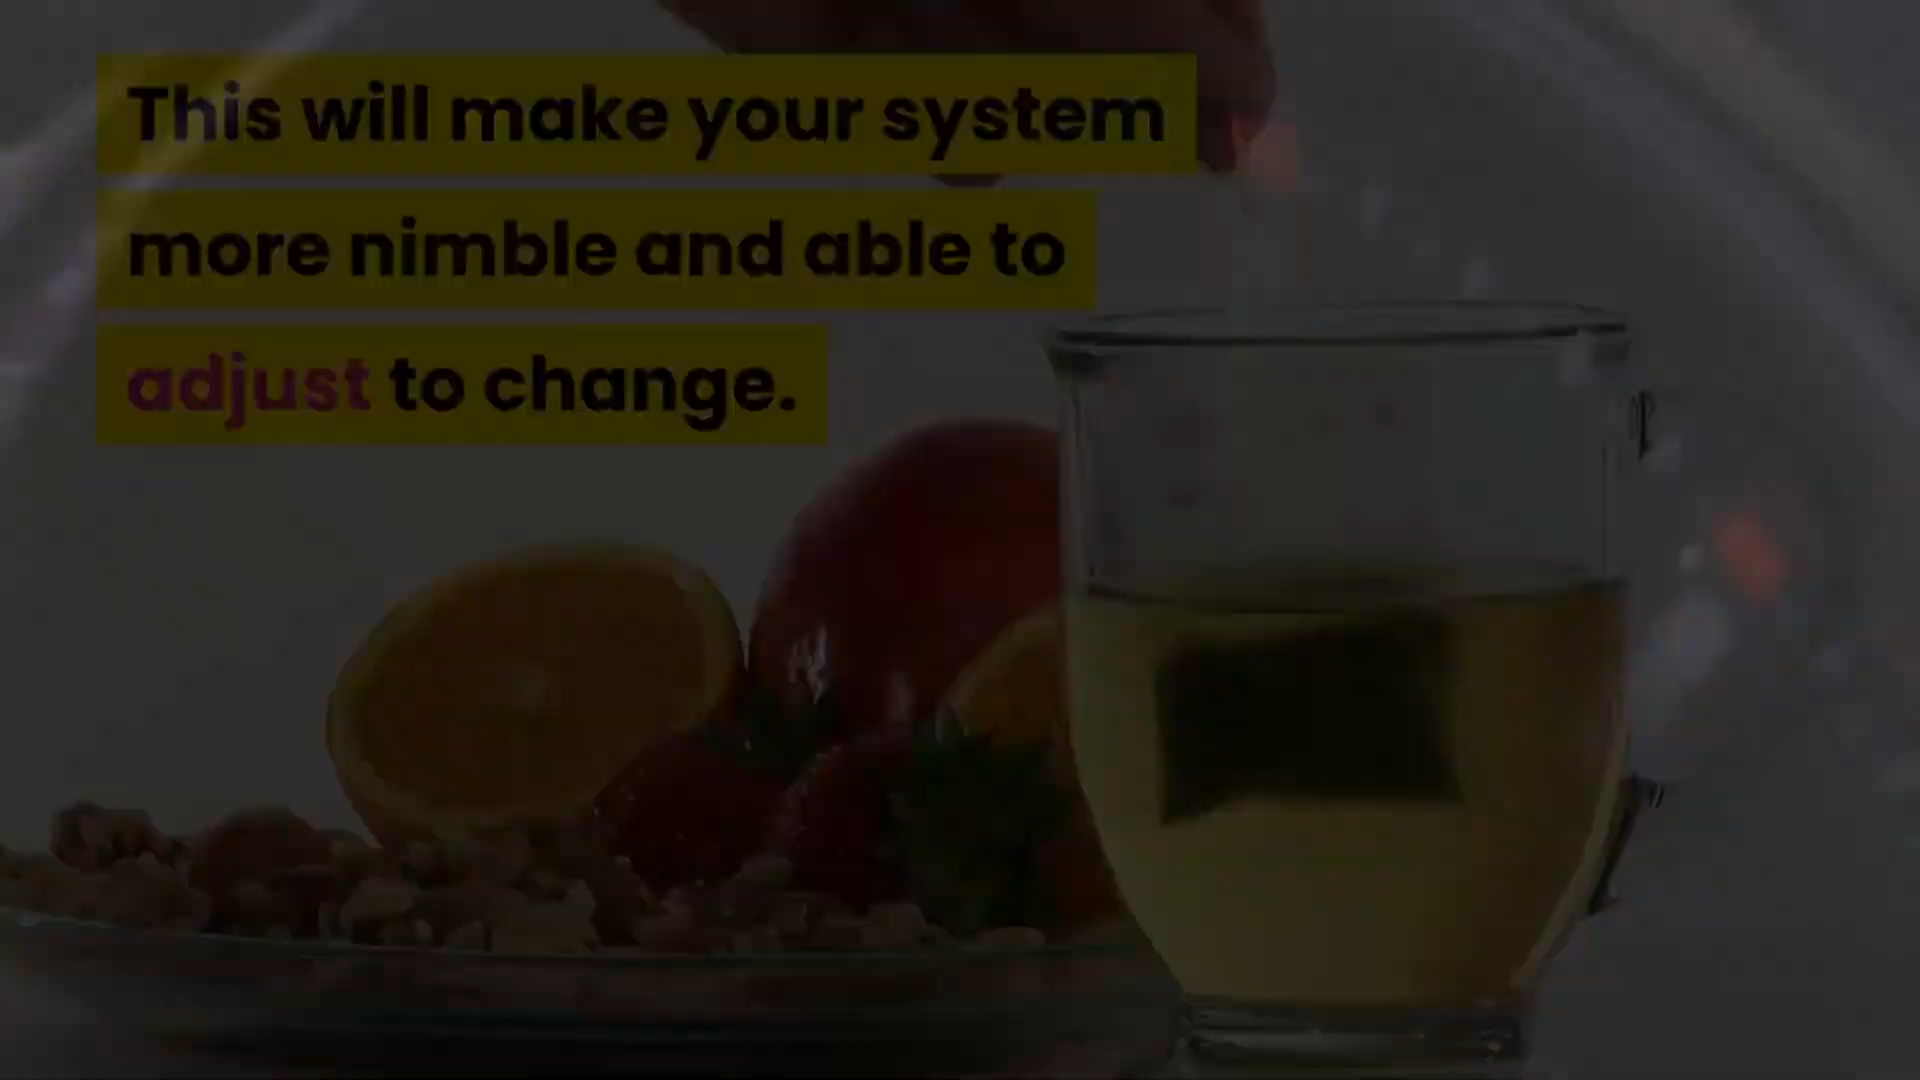 This will make your system
more nimble and able to
adjust to change.